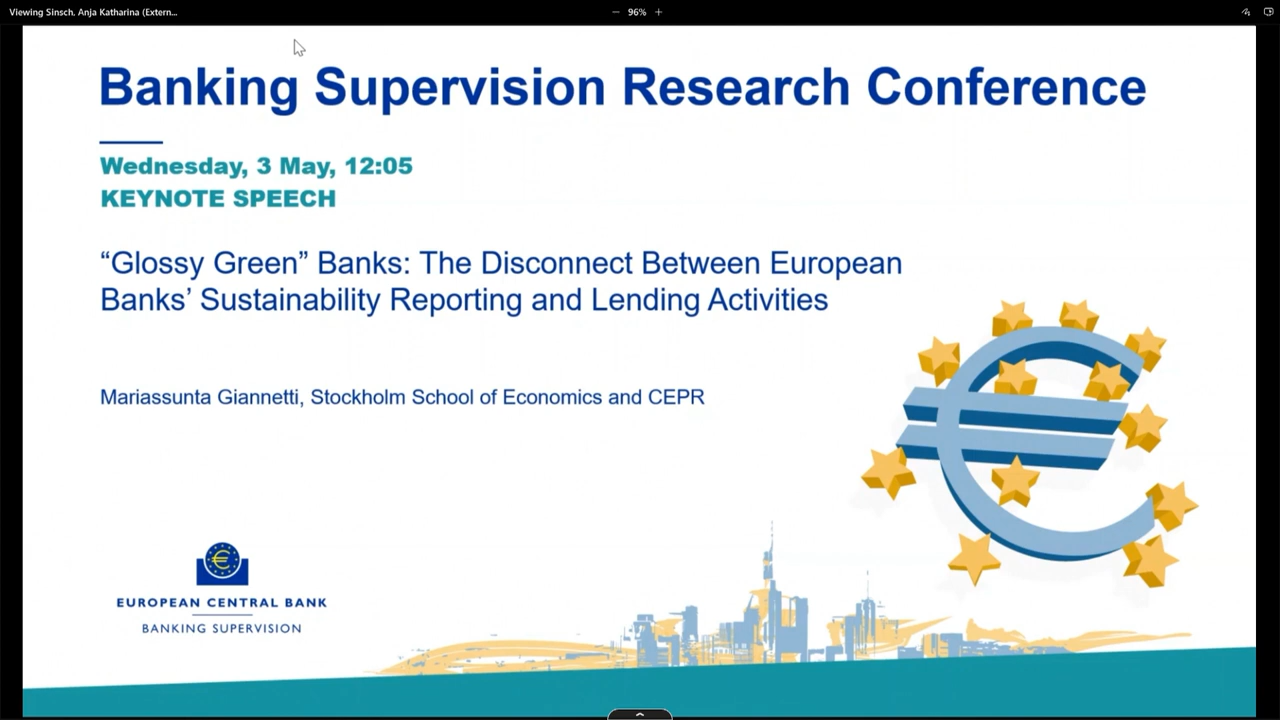 Viewing Sinsch, Anja Katharina (Extern...
96%
Banking Supervision Research Conference
Wednesday, 3 May, 12:05
KEYNOTE SPEECH
“Glossy Green” Banks: The Disconnect Between European
Banks’ Sustainability Reporting and Lending Activities
Mariassunta Giannetti, Stockholm School of Economics and CEPR
EUROPEAN CENTRAL BANK
BANKING SUPERVISION